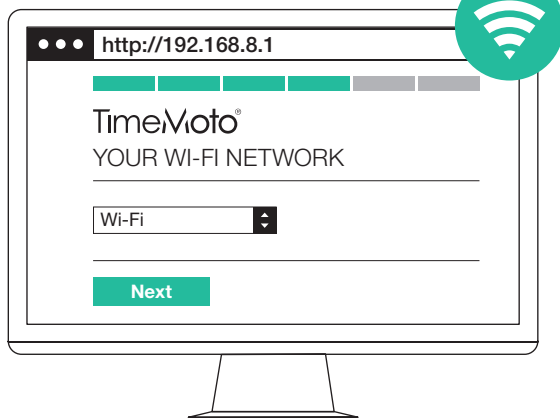 http://192.168.8.1
TimeMoto®
YOUR WI-FI NETWORK
Wi-Fi
Next